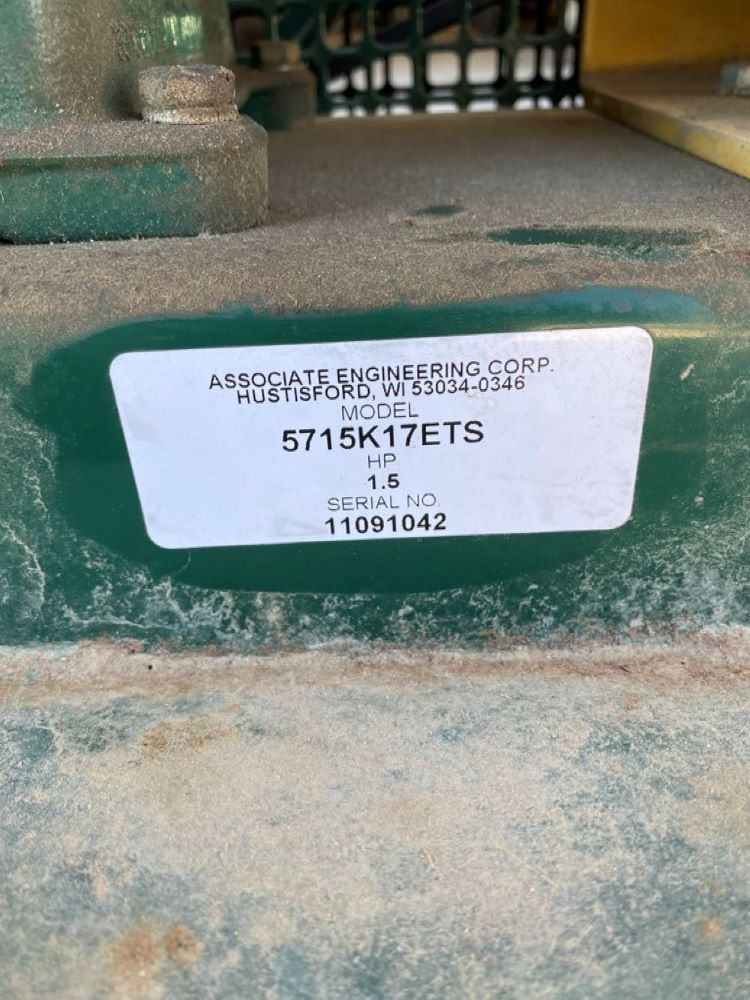 ASSOCIATE ENGINEERING CORP.
HUSTISFORD, WI 53034-0346
MODEL
5715K17ETS
HP
1.5
SERIAL NO.
11091042